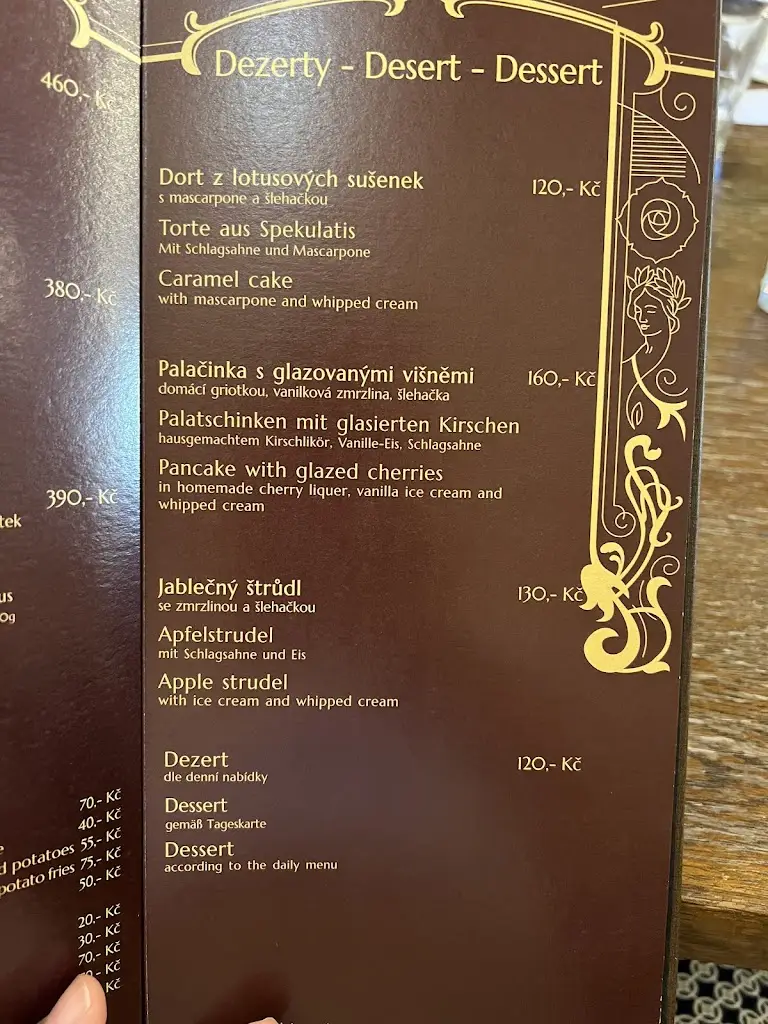 460,- Kč
380,- Kč
390,- Kč
tek
us
0g
70,- Kč
40,- Kč
d potatoes 55,- Kč
potato fries 75,- Kč
50,- Kč
20,- Kč
30,- Kč
70,- Kč
Kč
Kč
Dezerty - Desert - Dessert
Dort z lotusových sušenek 120,- Kč
s mascarpone a šlehačkou
Torte aus Spekulatis
Mit Schlagsahne und Mascarpone
Caramel cake
with mascarpone and whipped cream
Palačinka s glazovanými višněmi 160,- Kč
domácí griotkou, vanilková zmrzlina, šlehačka
Palatschinken mit glasierten Kirschen
hausgemachtem Kirschlikör, Vanille-Eis, Schlagsahne
Pancake with glazed cherries
in homemade cherry liquer, vanilla ice cream and
whipped cream
Jablečný štrůdl 130,- Kč
se zmrzlinou a šlehačkou
Apfelstrudel
mit Schlagsahne und Eis
Apple strudel
with ice cream and whipped cream
Dezert 120,- Kč
dle denní nabídky
Dessert
gemäß Tageskarte
Dessert
according to the daily menu